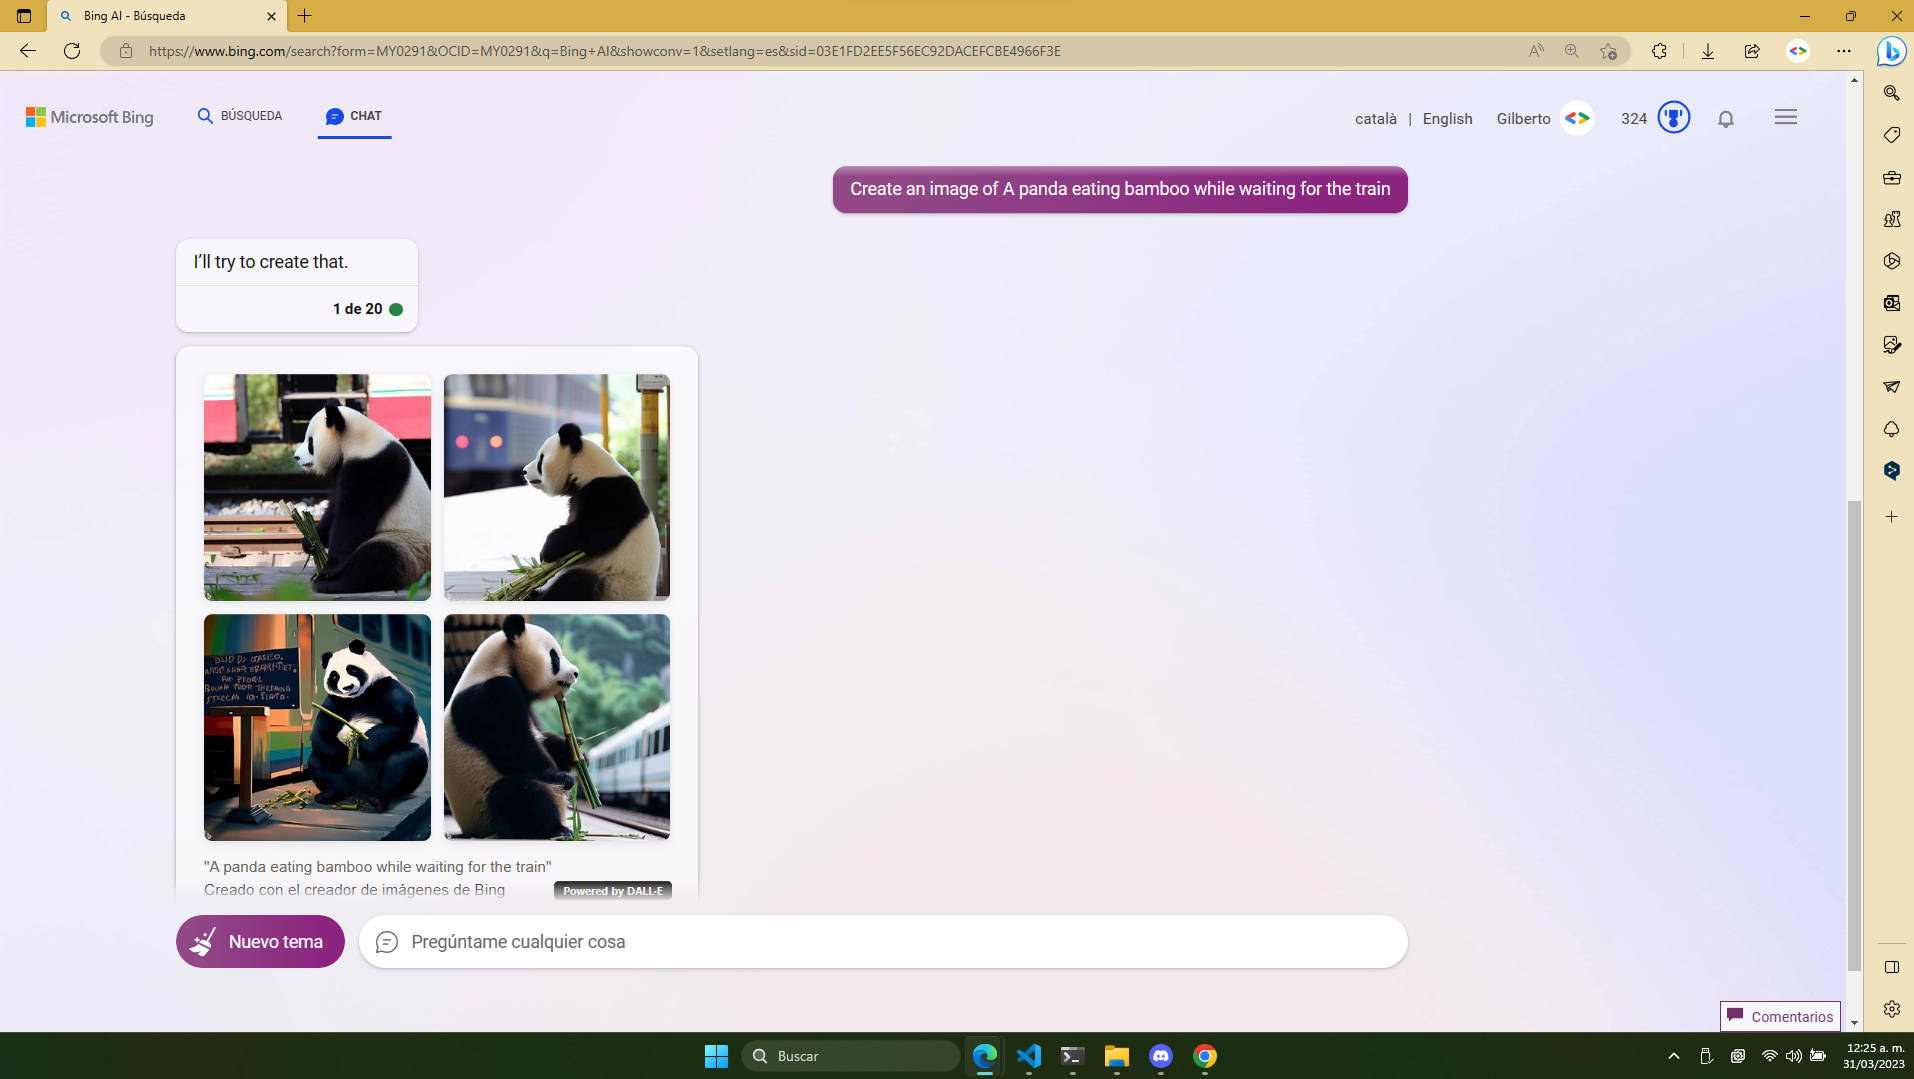 Bing AI - Búsqueda
https://www.bing.com/search?form=MY0291&OCID=MY0291&q=Bing+AI&showconv=1&setlang=es&sid=03E1FD2EE5F56EC92DACEFCBE4966F3E
Microsoft Bing
BÚSQUEDA
CHAT
català | English
Gilberto
324
Create an image of A panda eating bamboo while waiting for the train
I'll try to create that.
1 de 20
"A panda eating bamboo while waiting for the train"
Creado con el creador de imágenes de Bing
Powered by DALL·E
Nuevo tema
Pregúntame cualquier cosa
Comentarios
Buscar
12:25 a. m.
31/03/2023